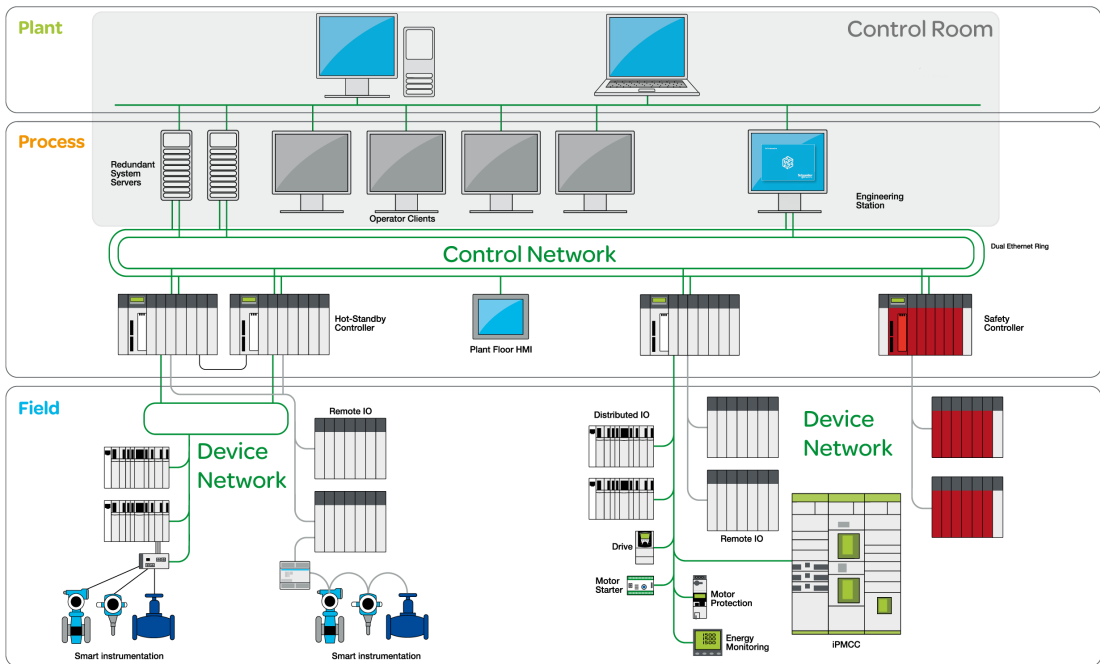 Plant
Control Room
Process
Redundant
System
Servers
Operator Clients
Engineering
Station
Control Network
Dual Ethernet Ring
Hot-Standby
Controller
Plant Floor HMI
Safety
Controller
Field
Remote IO
Distributed IO
Device
Network
Device
Network
Remote IO
Drive
Motor
Starter
Motor
Protection
Energy
Monitoring
iPMCC
Smart instrumentation
Smart instrumentation